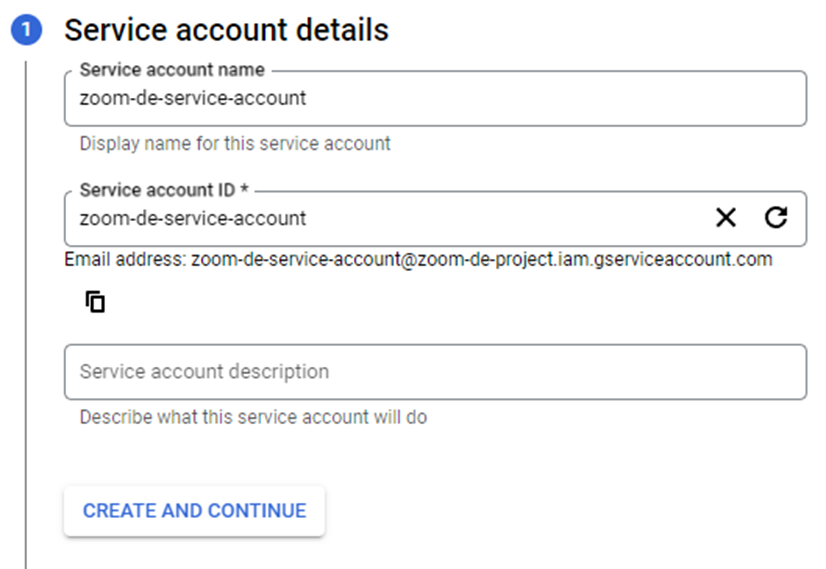 1 Service account details
Service account name
zoom-de-service-account
Display name for this service account
Service account ID *
zoom-de-service-account
Email address: zoom-de-service-account@zoom-de-project.iam.gserviceaccount.com
Service account description
Describe what this service account will do
CREATE AND CONTINUE